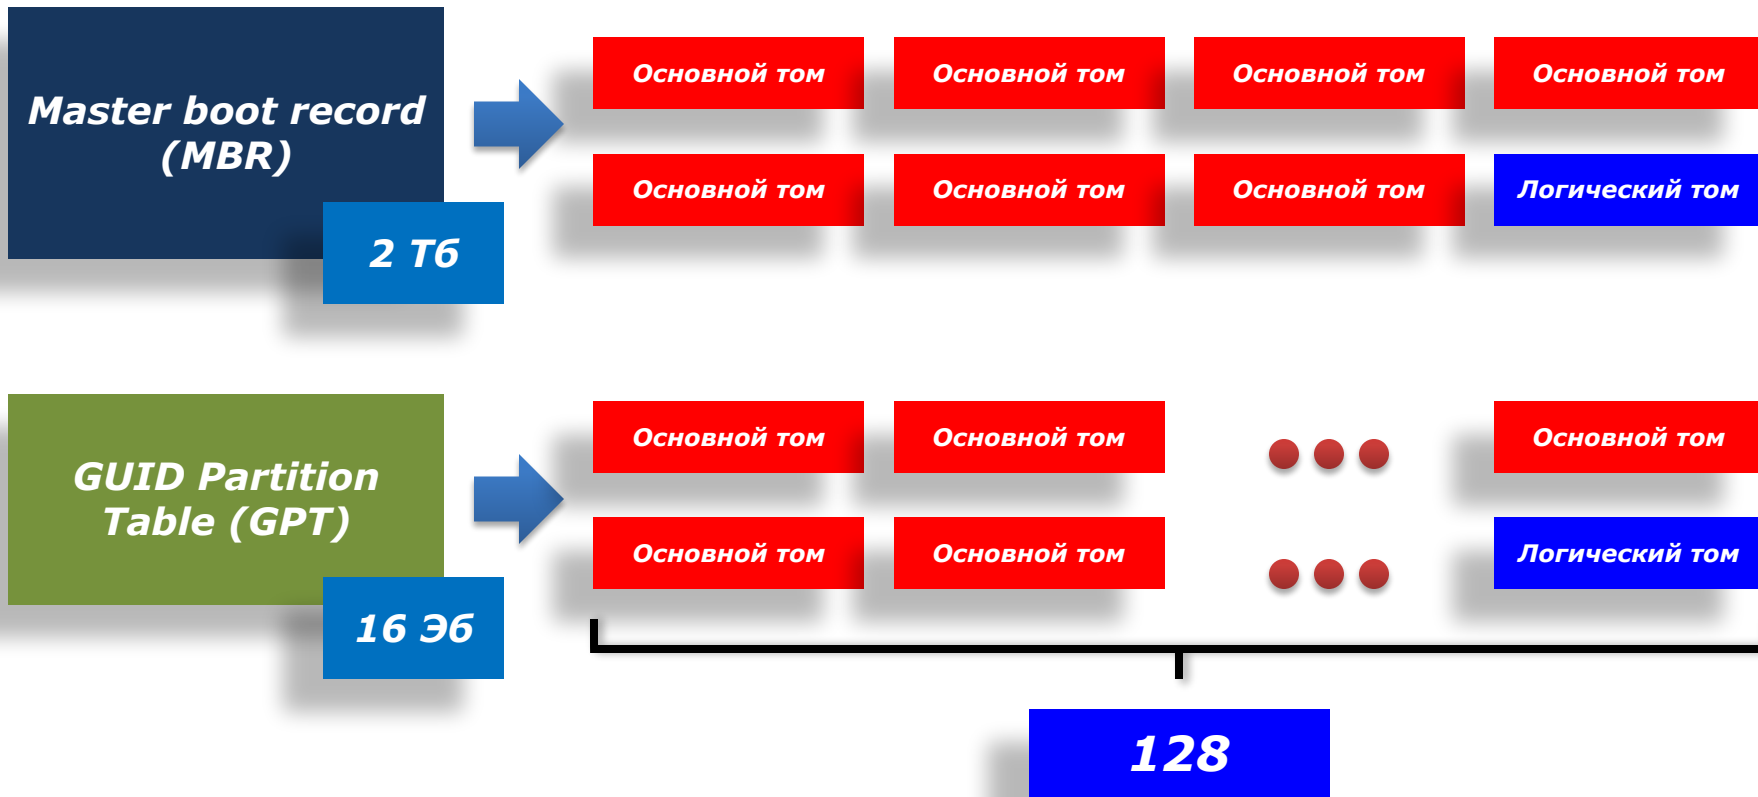 Master boot record
(MBR)
2 Тб
Основной том
Основной том
Основной том
Основной том
Основной том
Основной том
Основной том
Логический том
GUID Partition
Table (GPT)
16 Эб
Основной том
Основной том
Основной том
Основной том
Основной том
Логический том
128